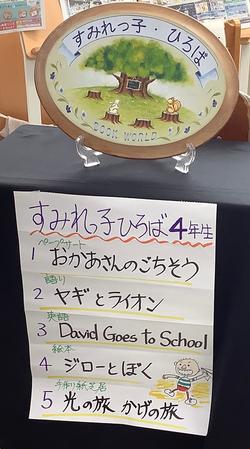 すみれっ子・ひろば
BOOK WORLD
すみれっ子ひろば 4年生
ペープサート
1 おかあさんのごちそう
語り
2 ヤギとライオン
英語
3 David Goes to School
絵本
4 ジローとぼく
手作り紙芝居
5 光の旅 かげの旅